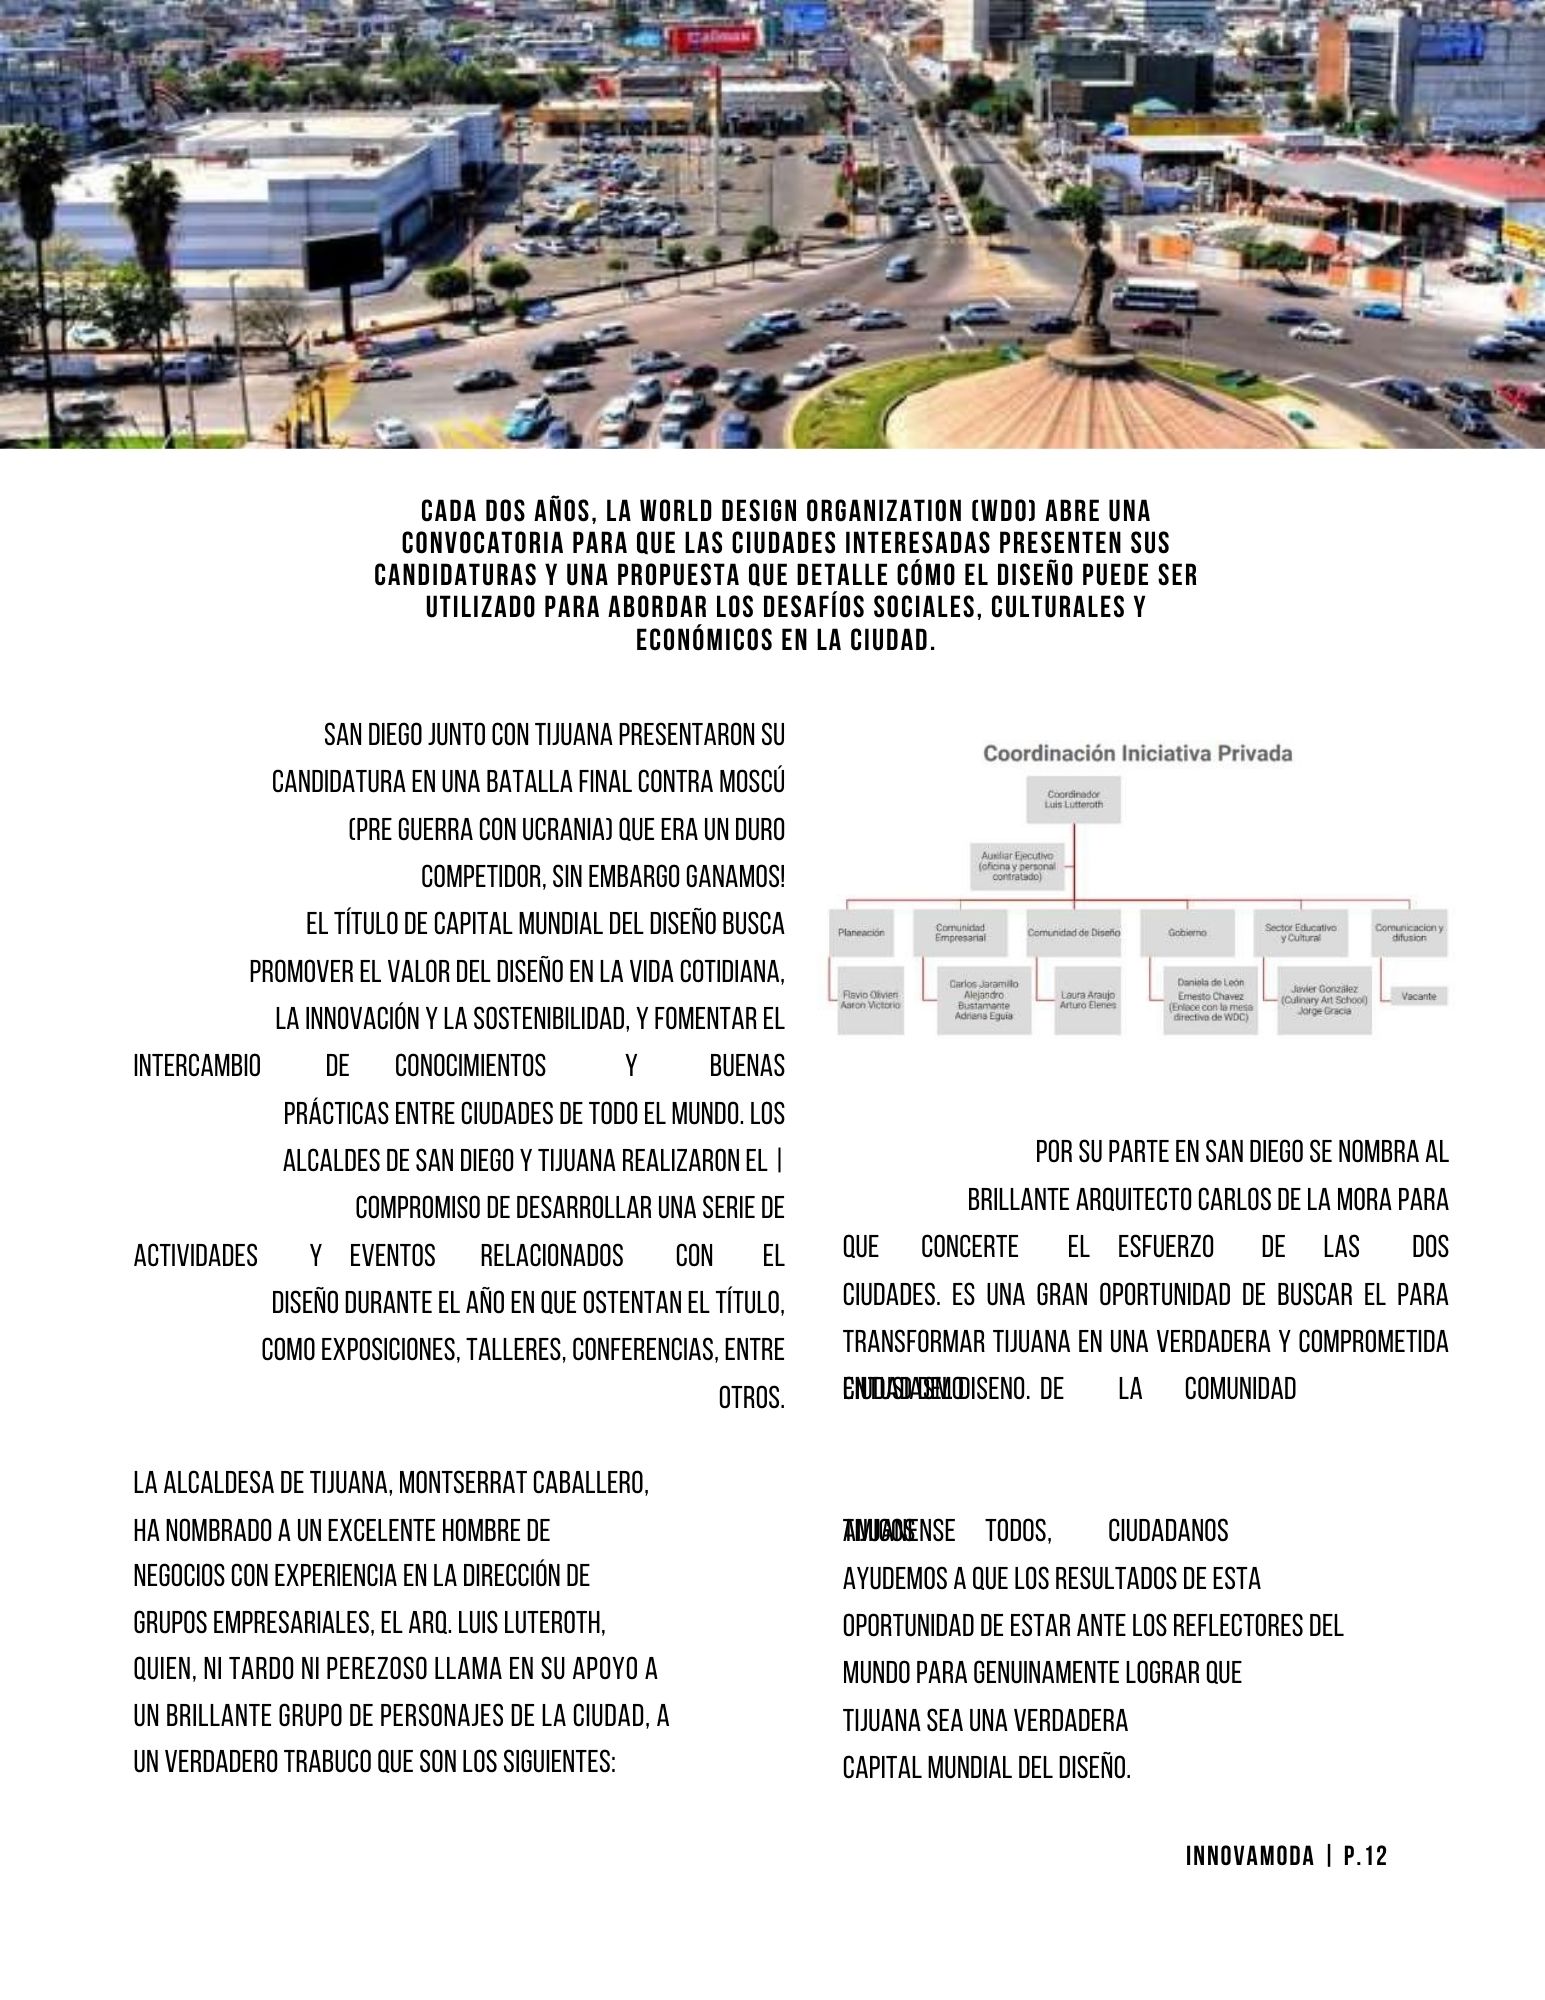 CADA DOS AÑOS, LA WORLD DESIGN ORGANIZATION (WDO) ABRE UNA
CONVOCATORIA PARA QUE LAS CIUDADES INTERESADAS PRESENTEN SUS
CANDIDATURAS Y UNA PROPUESTA QUE DETALLE CÓMO EL DISEÑO PUEDE SER
UTILIZADO PARA ABORDAR LOS DESAFÍOS SOCIALES, CULTURALES Y
ECONÓMICOS EN LA CIUDAD.
SAN DIEGO JUNTO CON TIJUANA PRESENTARON SU
CANDIDATURA EN UNA BATALLA FINAL CONTRA MOSCÚ
(PRE GUERRA CON UCRANIA) QUE ERA UN DURO
COMPETIDOR, SIN EMBARGO GANAMOS!
EL TÍTULO DE CAPITAL MUNDIAL DEL DISEÑO BUSCA
PROMOVER EL VALOR DEL DISEÑO EN LA VIDA COTIDIANA,
LA INNOVACIÓN Y LA SOSTENIBILIDAD, Y FOMENTAR EL
INTERCAMBIO DE CONOCIMIENTOS Y BUENAS
PRÁCTICAS ENTRE CIUDADES DE TODO EL MUNDO. LOS
ALCALDES DE SAN DIEGO Y TIJUANA REALIZARON EL |
COMPROMISO DE DESARROLLAR UNA SERIE DE
ACTIVIDADES Y EVENTOS RELACIONADOS CON EL
DISEÑO DURANTE EL AÑO EN QUE OSTENTAN EL TÍTULO,
COMO EXPOSICIONES, TALLERES, CONFERENCIAS, ENTRE
OTROS.
LA ALCALDESA DE TIJUANA, MONTSERRAT CABALLERO,
HA NOMBRADO A UN EXCELENTE HOMBRE DE
NEGOCIOS CON EXPERIENCIA EN LA DIRECCIÓN DE
GRUPOS EMPRESARIALES, EL ARQ. LUIS LUTEROTH,
QUIEN, NI TARDO NI PEREZOSO LLAMA EN SU APOYO A
UN BRILLANTE GRUPO DE PERSONAJES DE LA CIUDAD, A
UN VERDADERO TRABUCO QUE SON LOS SIGUIENTES:
Coordinación Iniciativa Privada
Coordinador
Luis Lutteroth
Auxiliar Ejecutivo
(oficina y personal
contratado)
Planeación
Flavio Olivieri
Aaron Victorio
Comunidad
Empresarial
Carlos Jaramillo
Alejandro
Bustamante
Adriana Eguia
Comunidad de Diseño
Laura Araujo
Arturo Elenes
Gobierno
Daniela de León
Ernesto Chavez
(Enlace con la mesa
directiva de WDC)
Sector Educativo
y Cultural
Javier González
(Culinary Art School)
Jorge Gracia
Comunicacion y
difusion
Vacante
POR SU PARTE EN SAN DIEGO SE NOMBRA AL
BRILLANTE ARQUITECTO CARLOS DE LA MORA PARA
QUE CONCERTE EL ESFUERZO DE LAS DOS
CIUDADES. ES UNA GRAN OPORTUNIDAD DE BUSCAR EL PARA
TRANSFORMAR TIJUANA EN UNA VERDADERA Y COMPROMETIDA
DISENO. DE LA COMUNIDAD
TODOS, CIUDADANOS
AYUDEMOS A QUE LOS RESULTADOS DE ESTA
OPORTUNIDAD DE ESTAR ANTE LOS REFLECTORES DEL
MUNDO PARA GENUINAMENTE LOGRAR QUE
TIJUANA SEA UNA VERDADERA
CAPITAL MUNDIAL DEL DISEÑO.
INNOVAMODA | P.12